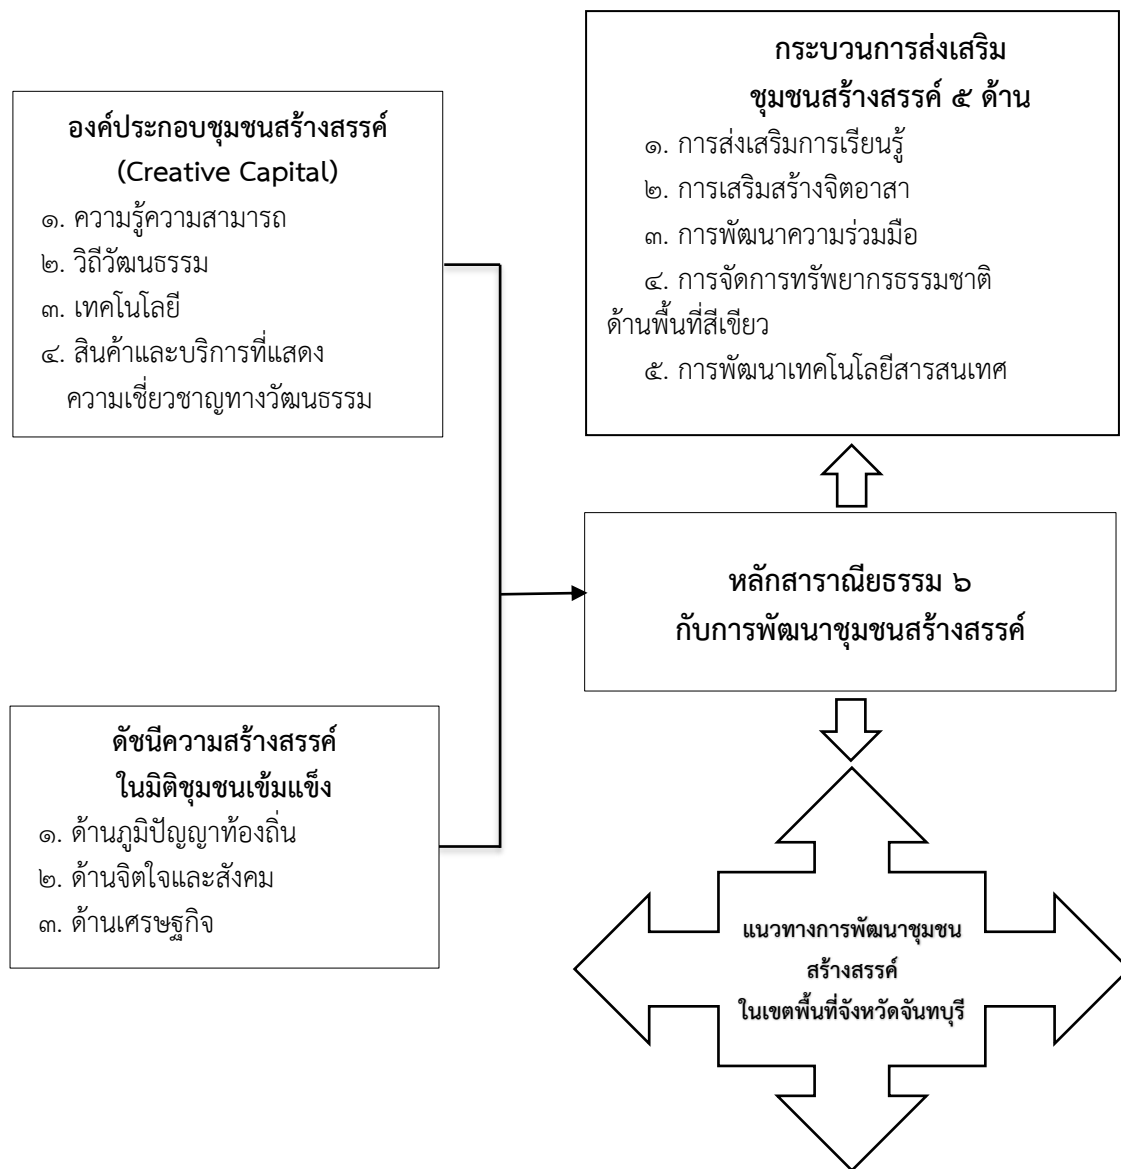 องค์ประกอบชุมชนสร้างสรรค์
(Creative Capital)
๑. ความรู้ความสามารถ
๒. วิถีวัฒนธรรม
๓. เทคโนโลยี
๔. สินค้าและบริการที่แสดง
ความเชี่ยวชาญทางวัฒนธรรม
ดัชนีความสร้างสรรค์
ในมิติชุมชนเข้มแข็ง
๑. ด้านภูมิปัญญาท้องถิ่น
๒. ด้านจิตใจและสังคม
๓. ด้านเศรษฐกิจ
กระบวนการส่งเสริม
ชุมชนสร้างสรรค์ ๕ ด้าน
๑. การส่งเสริมการเรียนรู้
๒. การเสริมสร้างจิตอาสา
๓. การพัฒนาความร่วมมือ
๔. การจัดการทรัพยากรธรรมชาติ
ด้านพื้นที่สีเขียว
๕. การพัฒนาเทคโนโลยีสารสนเทศ
หลักสาราณียธรรม ๖
กับการพัฒนาชุมชนสร้างสรรค์
แนวทางการพัฒนาชุมชน
สร้างสรรค์
ในเขตพื้นที่จังหวัดจันทบุรี